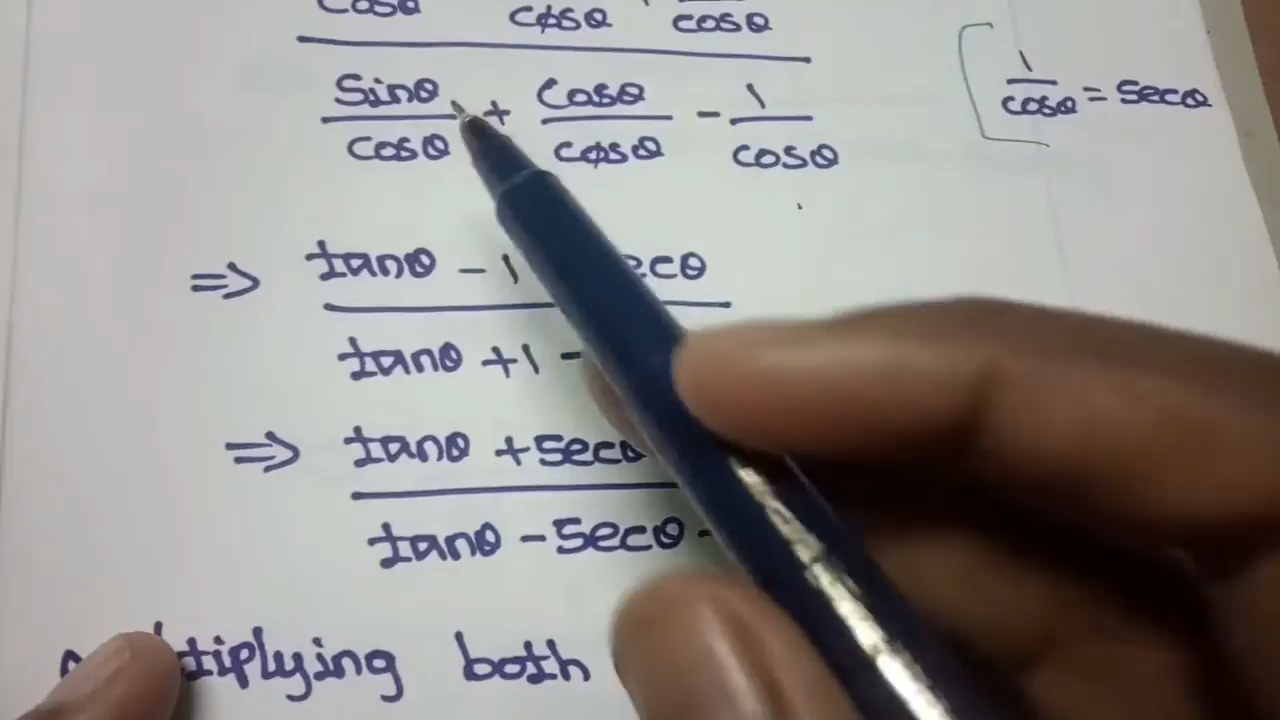 cosθ cosθ cosθ
sinθ + cosθ - 1
cosθ cosθ cosθ
1
cosθ = secθ
=> tanθ - 1 secθ
tanθ + 1 -
=> tanθ + secθ
tanθ - secθ -
both